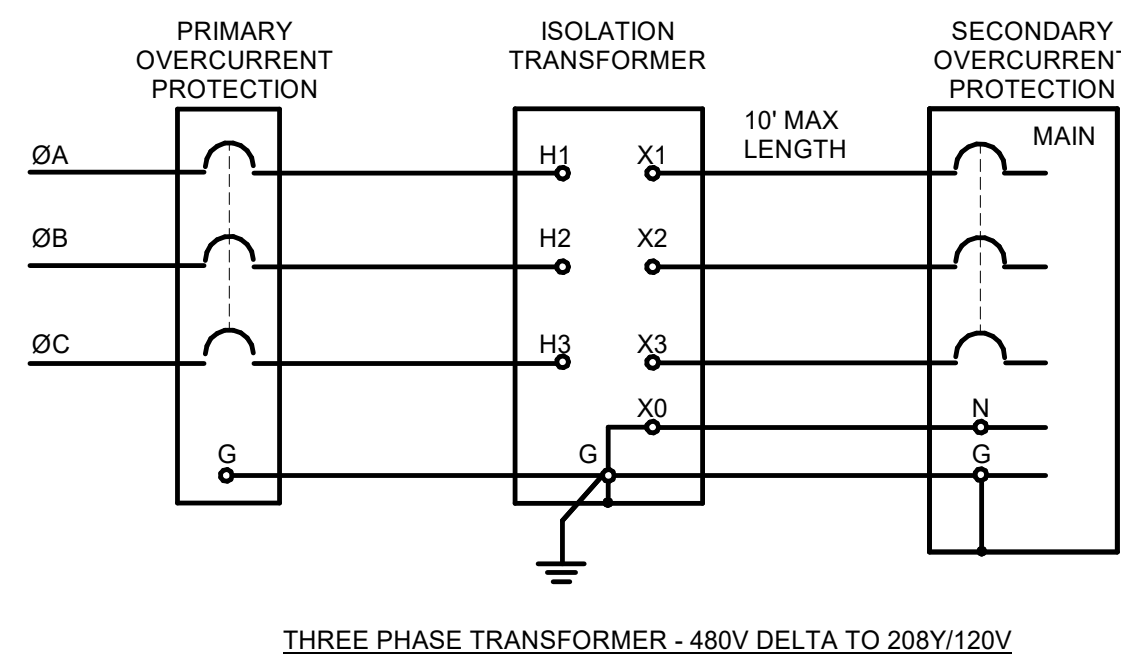 PRIMARY
OVERCURRENT
PROTECTION
ISOLATION
TRANSFORMER
SECONDARY
OVERCURRENT
PROTECTION
10' MAX
LENGTH
MAIN
ØA
H1
X1
ØB
H2
X2
ØC
H3
X3
X0
N
G
G
G
THREE PHASE TRANSFORMER - 480V DELTA TO 208Y/120V